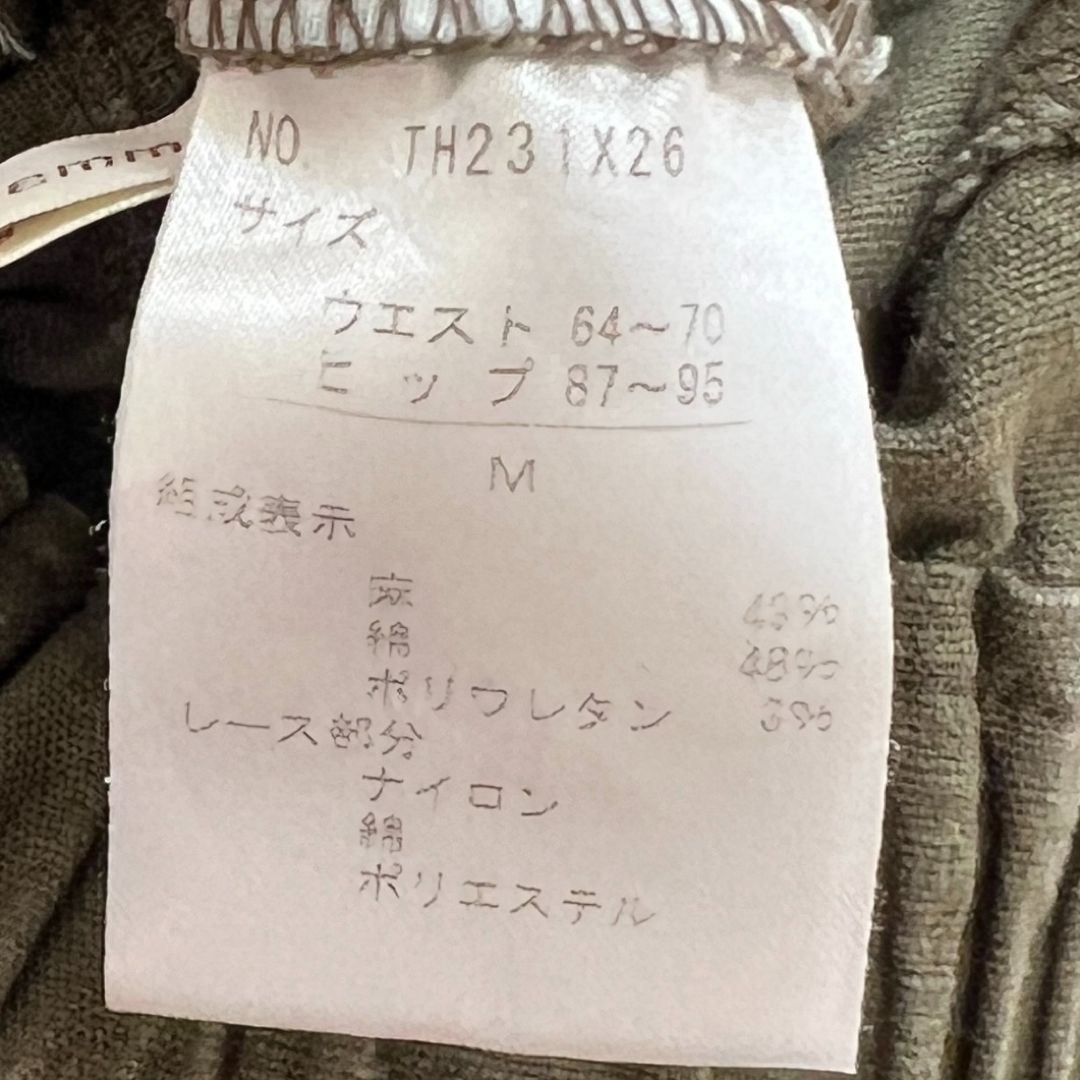 NO. TH231X26
サイズ
ウエスト 64～70
ヒップ 87～95
M
組成表示
麻
綿 48%
ポリウレタン
レース部分
ナイロン
綿
ポリエステル